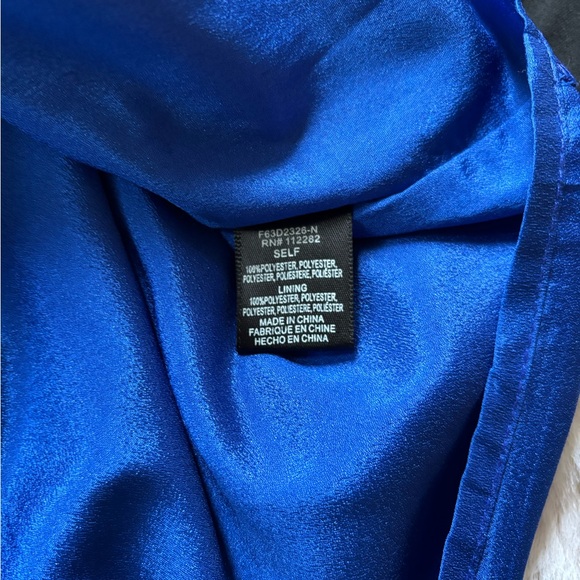 F63D2326-N
RN# 112282
SELF
100%POLYESTER, POLYESTER,
POLYESTER, POLIESTERE, POLIÉSTER
LINING
100%POLYESTER, POLYESTER,
POLYESTER, POLIESTERE, POLIÉSTER
MADE IN CHINA
FABRIQUE EN CHINE
HECHO EN CHINA